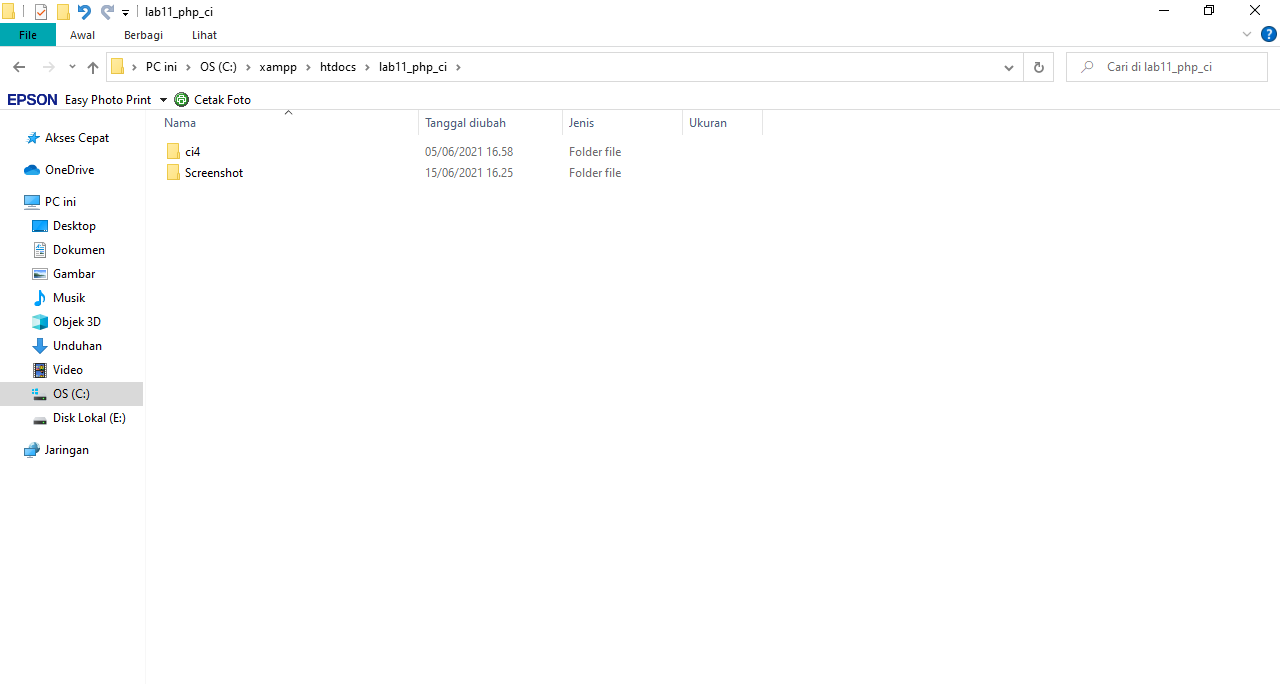 lab11_php_ci
File Awal Berbagi Lihat
PC ini OS (C:) xampp htdocs lab11_php_ci Cari di lab11_php_ci
EPSON Easy Photo Print Cetak Foto
Nama Tanggal diubah Jenis Ukuran
ci4 05/06/2021 16.58 Folder file
Screenshot 15/06/2021 16.25 Folder file
Akses Cepat
OneDrive
PC ini
Desktop
Dokumen
Gambar
Musik
Objek 3D
Unduhan
Video
OS (C:)
Disk Lokal (E:)
Jaringan